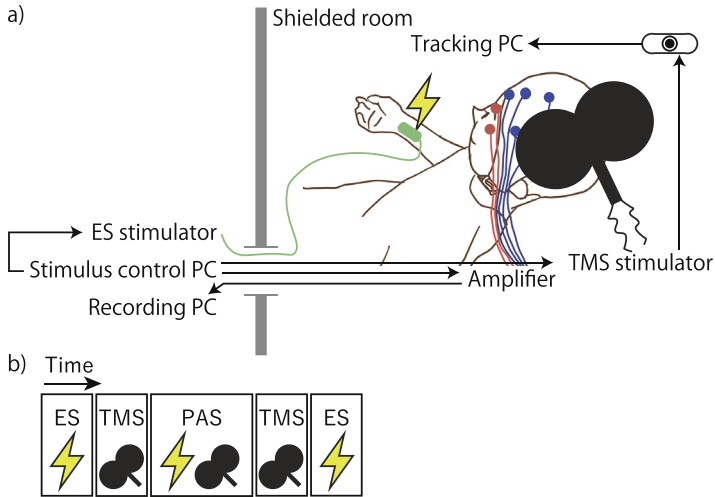 a)
Shielded room
Tracking PC
ES stimulator
Stimulus control PC
TMS stimulator
Amplifier
Recording PC
b)
Time
ES TMS PAS TMS ES